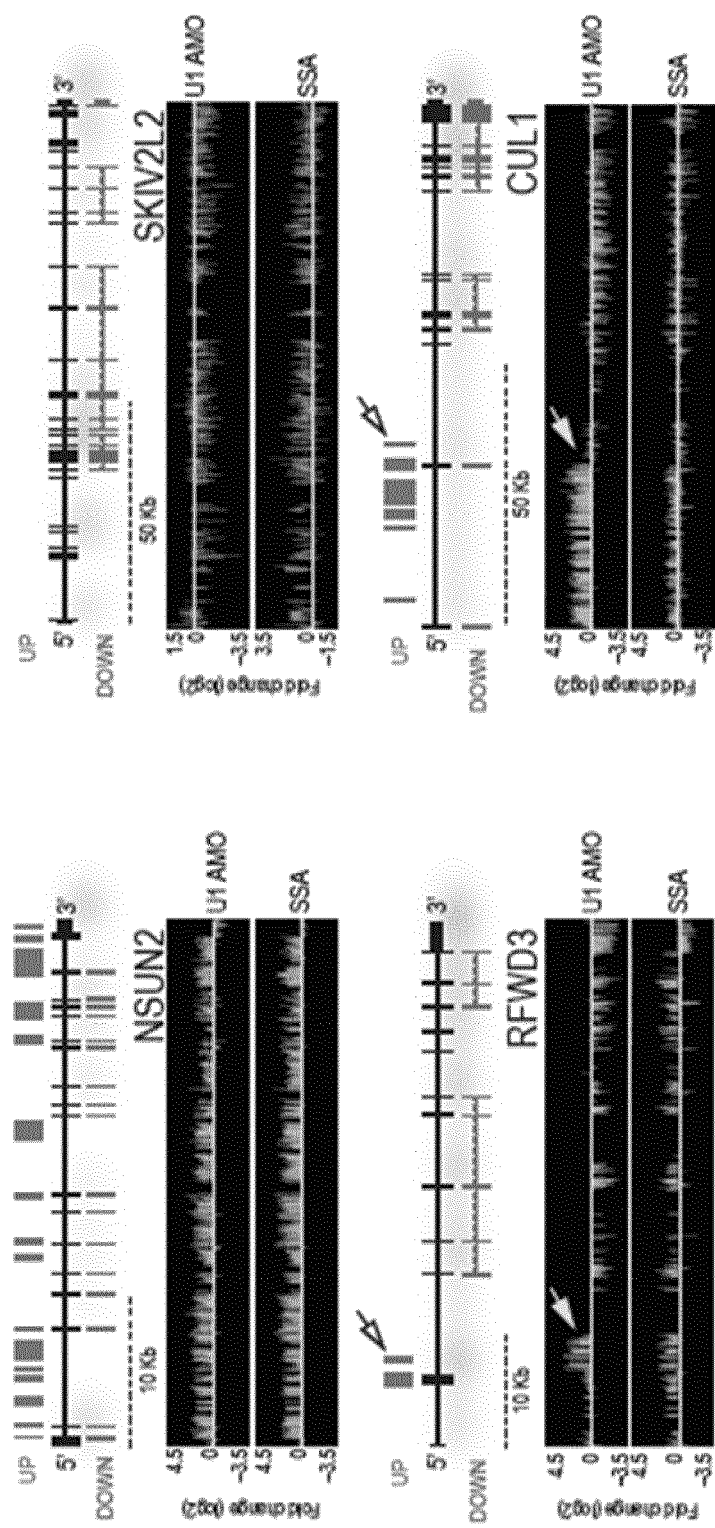 UP
5'
3'
DOWN
10 Kb
NSUN2
4.5
0
4.5
0
-3.5
U1 AMO
SSA
Fold change (log2)
UP
5'
3'
DOWN
50 Kb
SKIV2L2
1.5
0
-3.5
3.5
0
-1.5
U1 AMO
SSA
Fold change (log2)
UP
5'
3'
DOWN
10 Kb
RFWD3
4.5
0
-3.5
4.5
0
-3.5
U1 AMO
SSA
Fold change (log2)
UP
5'
3'
DOWN
50 Kb
CUL1
4.5
0
-3.5
4.5
0
-3.5
U1 AMO
SSA
Fold change (log2)